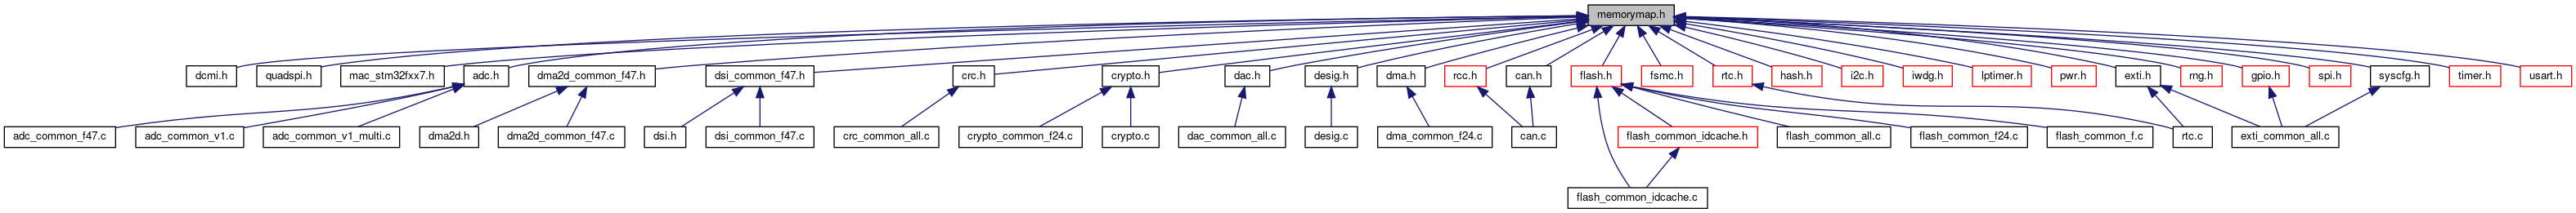 memorymap.h
dcmi.h
quadspi.h
mac_stm32fxx7.h
adc.h
dma2d_common_f47.h
dsi_common_f47.h
crc.h
crypto.h
dac.h
desig.h
dma.h
rcc.h
can.h
flash.h
fsmc.h
rtc.h
hash.h
i2c.h
iwdg.h
lptimer.h
pwr.h
exti.h
rng.h
gpio.h
spi.h
syscfg.h
timer.h
usart.h
adc_common_f47.c
adc_common_v1.c
adc_common_v1_multi.c
dma2d.h
dma2d_common_f47.c
dsi.h
dsi_common_f47.c
crc_common_all.c
crypto_common_f24.c
crypto.c
dac_common_all.c
desig.c
dma_common_f24.c
can.c
flash_common_idcache.h
flash_common_all.c
flash_common_f24.c
flash_common_f.c
rtc.c
exti_common_all.c
flash_common_idcache.c